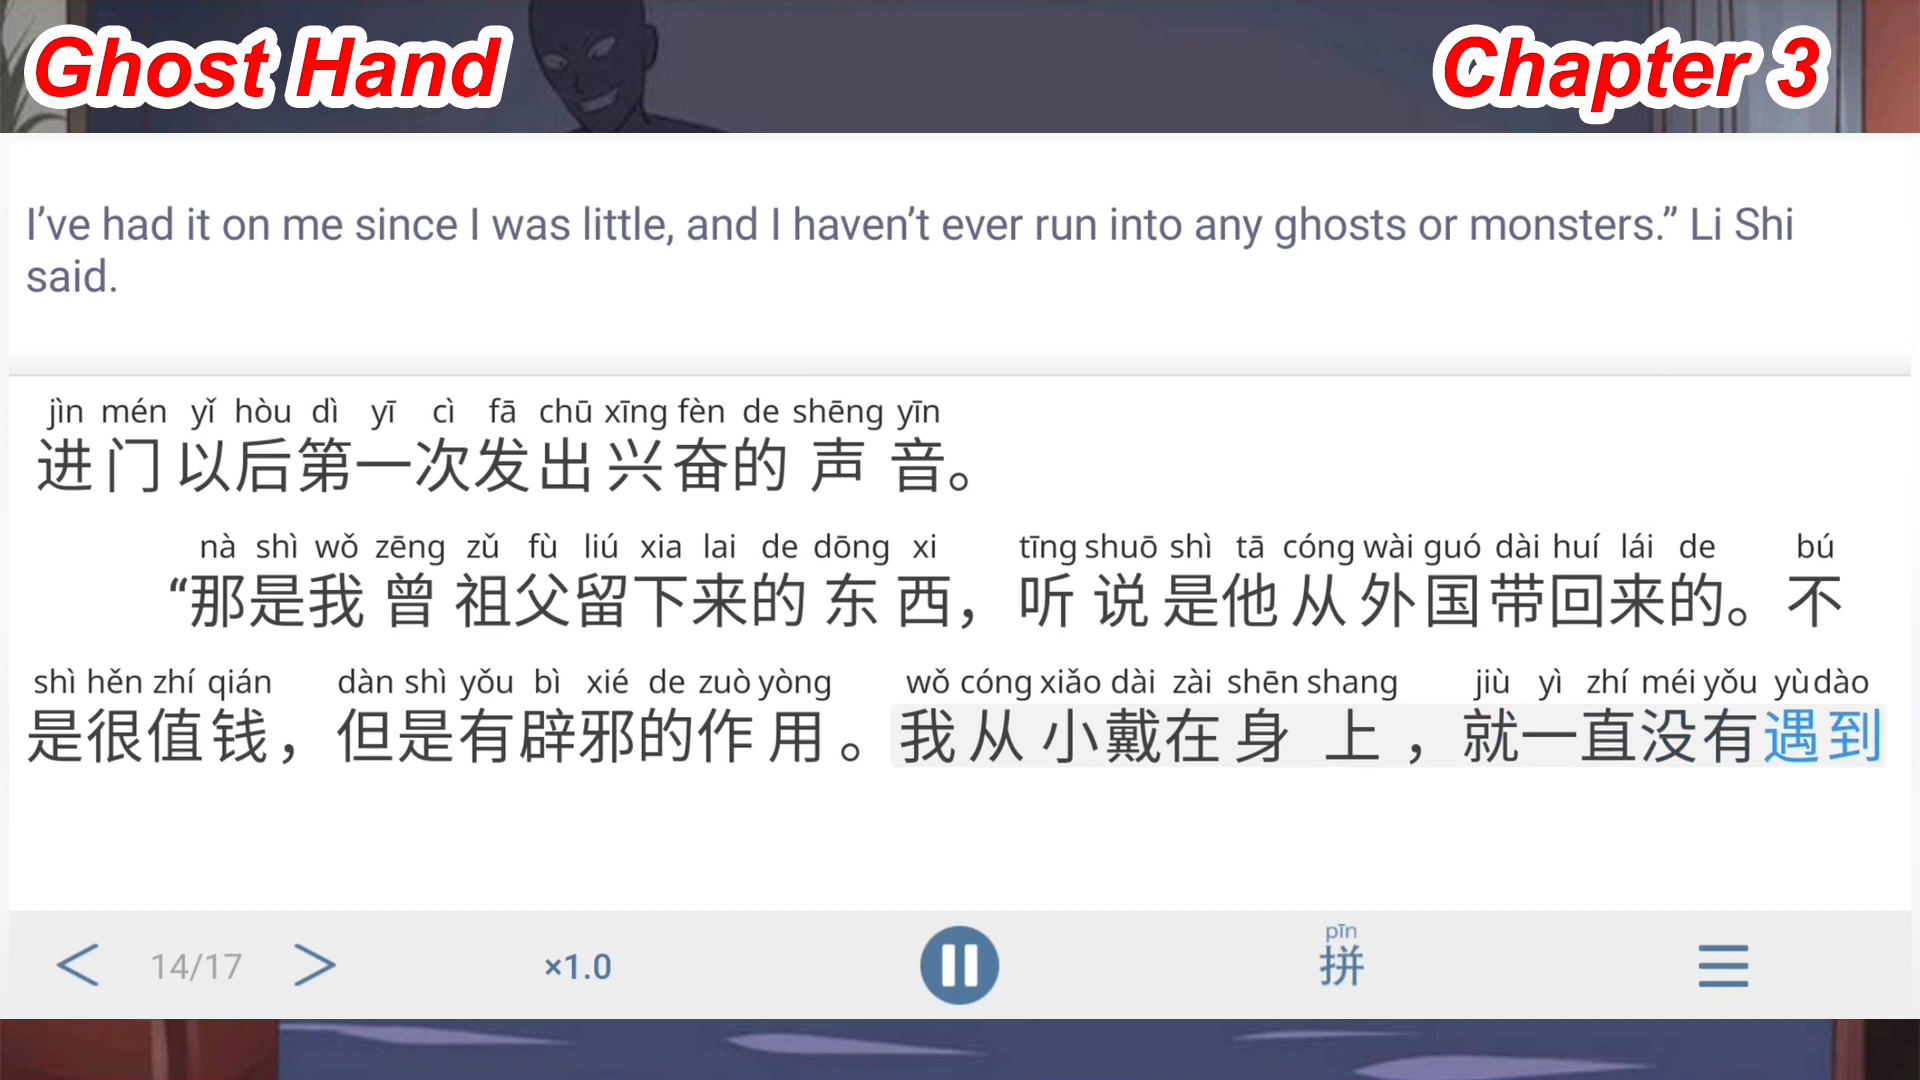 Ghost Hand
Chapter 3
I’ve had it on me since I was little, and I haven’t ever run into any ghosts or monsters.” Li Shi
said.
jìn mén yǐ hòu dì yī cì fā chū xīng fèn de shēng yīn
进门以后第一次发出兴奋的声音。
nà shì wǒ zēng zǔ fù liú xia lai de dōng xi tīng shuō shì tā cóng wài guó dài huí lái de bú
“那是我曾祖父留下来的东西，听说是他从外国带回来的。不
shì hěn zhí qián dàn shì yǒu bì xié de zuò yòng wǒ cóng xiǎo dài zài shēn shang jiù yì zhí méi yǒu yù dào
是很值钱，但是有辟邪的作用。我从小戴在身上，就一直没有遇到
< 14/17 > ×1.0
pīn
拼